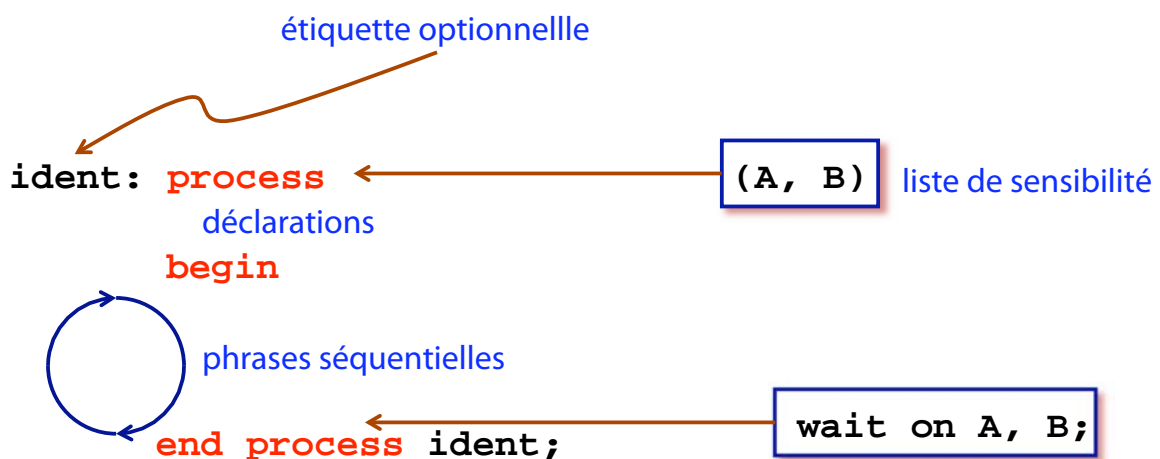 étiquette optionnellle
ident: process (A, B) liste de sensibilité
déclarations
begin
phrases séquentielles
end process ident; wait on A, B;